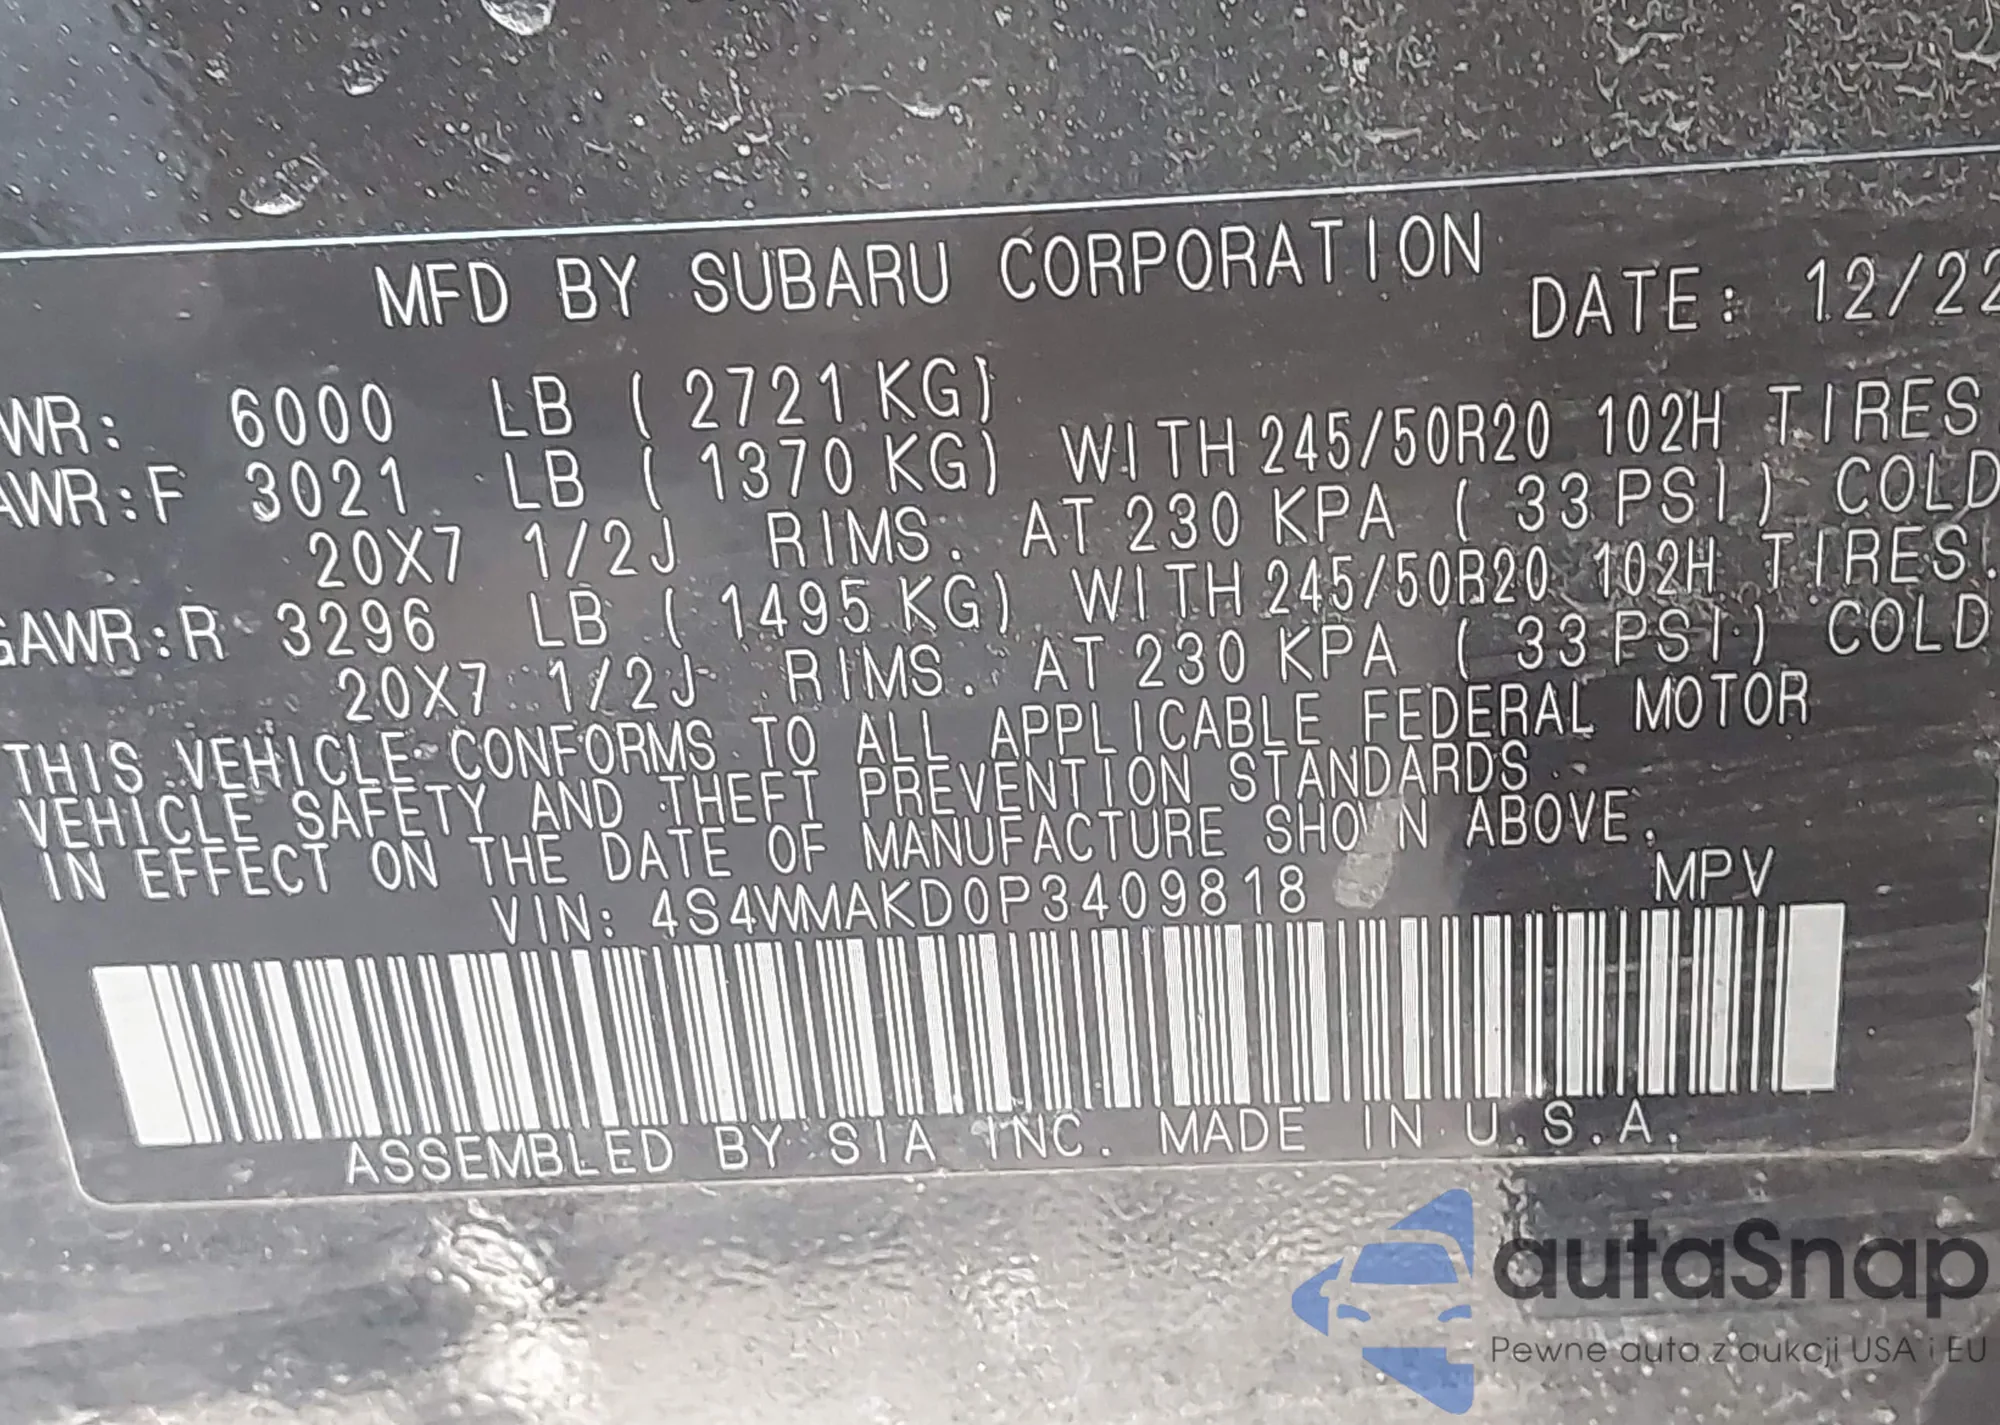 MFD BY SUBARU CORPORATION DATE: 12/22
WR: 6000 LB ( 2721 KG)
AWR:F 3021 LB ( 1370 KG) WITH 245/50R20 102H TIRES.
20X7 1/2J RIMS. AT 230 KPA ( 33 PSI) COLD
GAWR:R 3296 LB ( 1495 KG) WITH 245/50R20 102H TIRES.
20X7 1/2J RIMS. AT 230 KPA ( 33 PSI) COLD
THIS VEHICLE CONFORMS TO ALL APPLICABLE FEDERAL MOTOR
VEHICLE SAFETY AND THEFT PREVENTION STANDARDS
IN EFFECT ON THE DATE OF MANUFACTURE SHOWN ABOVE.
VIN: 4S4WMAKD0P3409818 MPV
ASSEMBLED BY SIA INC. MADE IN U.S.A.
autaSnap
Pewne auta z aukcji USA i EU